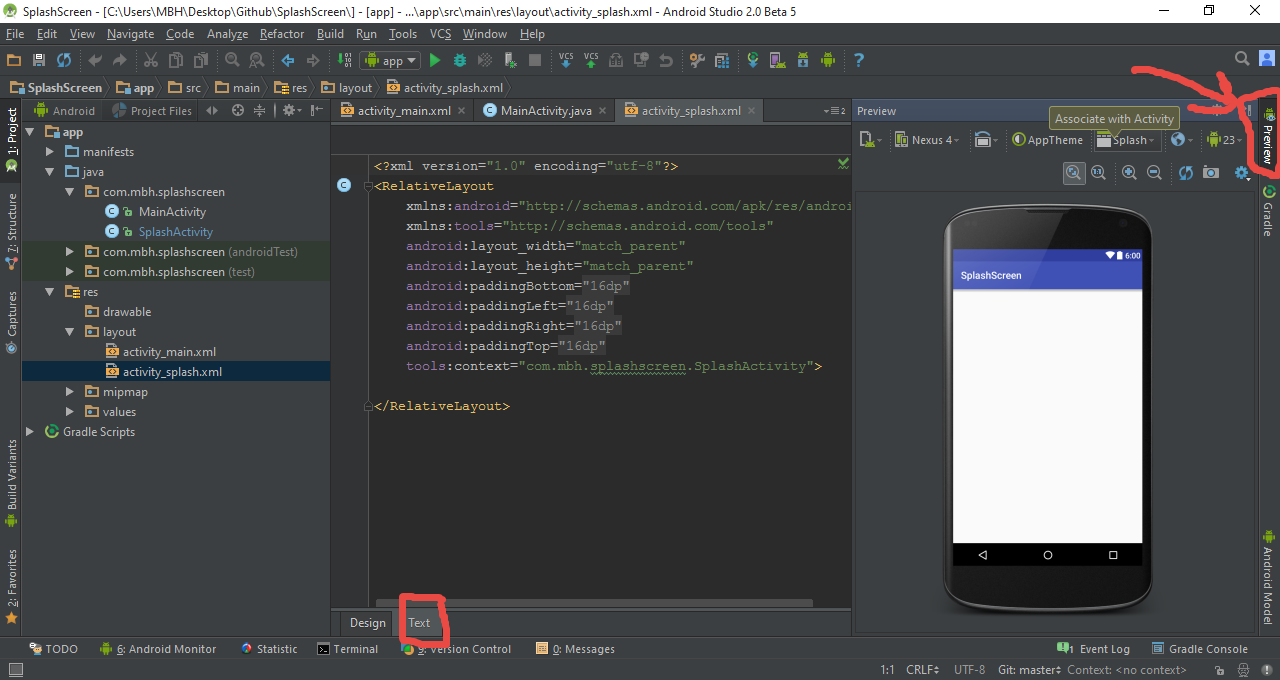 SplashScreen - [C:\Users\MBH\Desktop\Github\SplashScreen\] - [app] - ...\app\src\main\res\layout\activity_splash.xml - Android Studio 2.0 Beta 5
File Edit View Navigate Code Analyze Refactor Build Run Tools VCS Window Help
app VCS VCS ?
SplashScreen app src main res layout activity_splash.xml
1: Project
7: Structure
Captures
Build Variants
2: Favorites
Android Project Files
app
manifests
java
com.mbh.splashscreen
MainActivity
SplashActivity
com.mbh.splashscreen (androidTest)
com.mbh.splashscreen (test)
res
drawable
layout
activity_main.xml
activity_splash.xml
mipmap
values
Gradle Scripts
activity_main.xml MainActivity.java activity_splash.xml 2
<?xml version="1.0" encoding="utf-8"?>
<RelativeLayout
xmlns:android="http://schemas.android.com/apk/res/androi
xmlns:tools="http://schemas.android.com/tools"
android:layout_width="match_parent"
android:layout_height="match_parent"
android:paddingBottom="16dp"
android:paddingLeft="16dp"
android:paddingRight="16dp"
android:paddingTop="16dp"
tools:context="com.mbh.splashscreen.SplashActivity">
</RelativeLayout>
Design Text
Preview
Associate with Activity
Nexus 4 AppTheme Splash 23
6:00
SplashScreen
Preview
Gradle
Android Model
TODO 6: Android Monitor Statistic Terminal 9: Version Control 0: Messages 1 Event Log Gradle Console
1:1 CRLF UTF-8 Git: master Context: <no context>